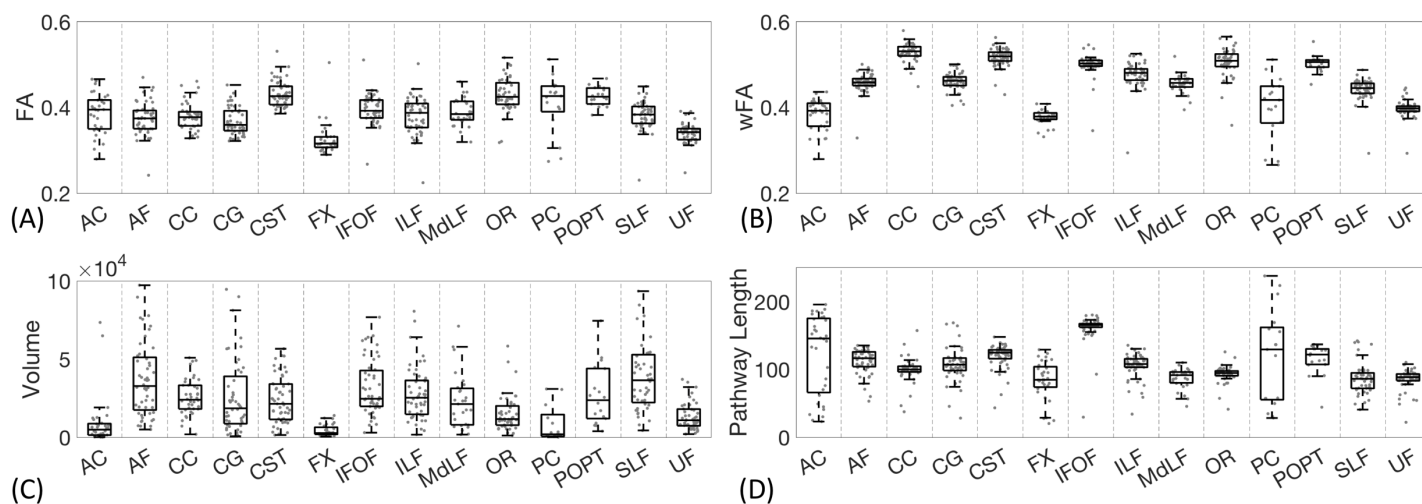 0.6
0.4
0.2
FA
AC AF CC CG CST FX IFOF ILF MdLF OR PC POPT SLF UF
(A)
0.6
0.4
0.2
wFA
AC AF CC CG CST FX IFOF ILF MdLF OR PC POPT SLF UF
(B)
×10⁴
10
5
0
Volume
AC AF CC CG CST FX IFOF ILF MdLF OR PC POPT SLF UF
(C)
200
100
0
Pathway Length
AC AF CC CG CST FX IFOF ILF MdLF OR PC POPT SLF UF
(D)